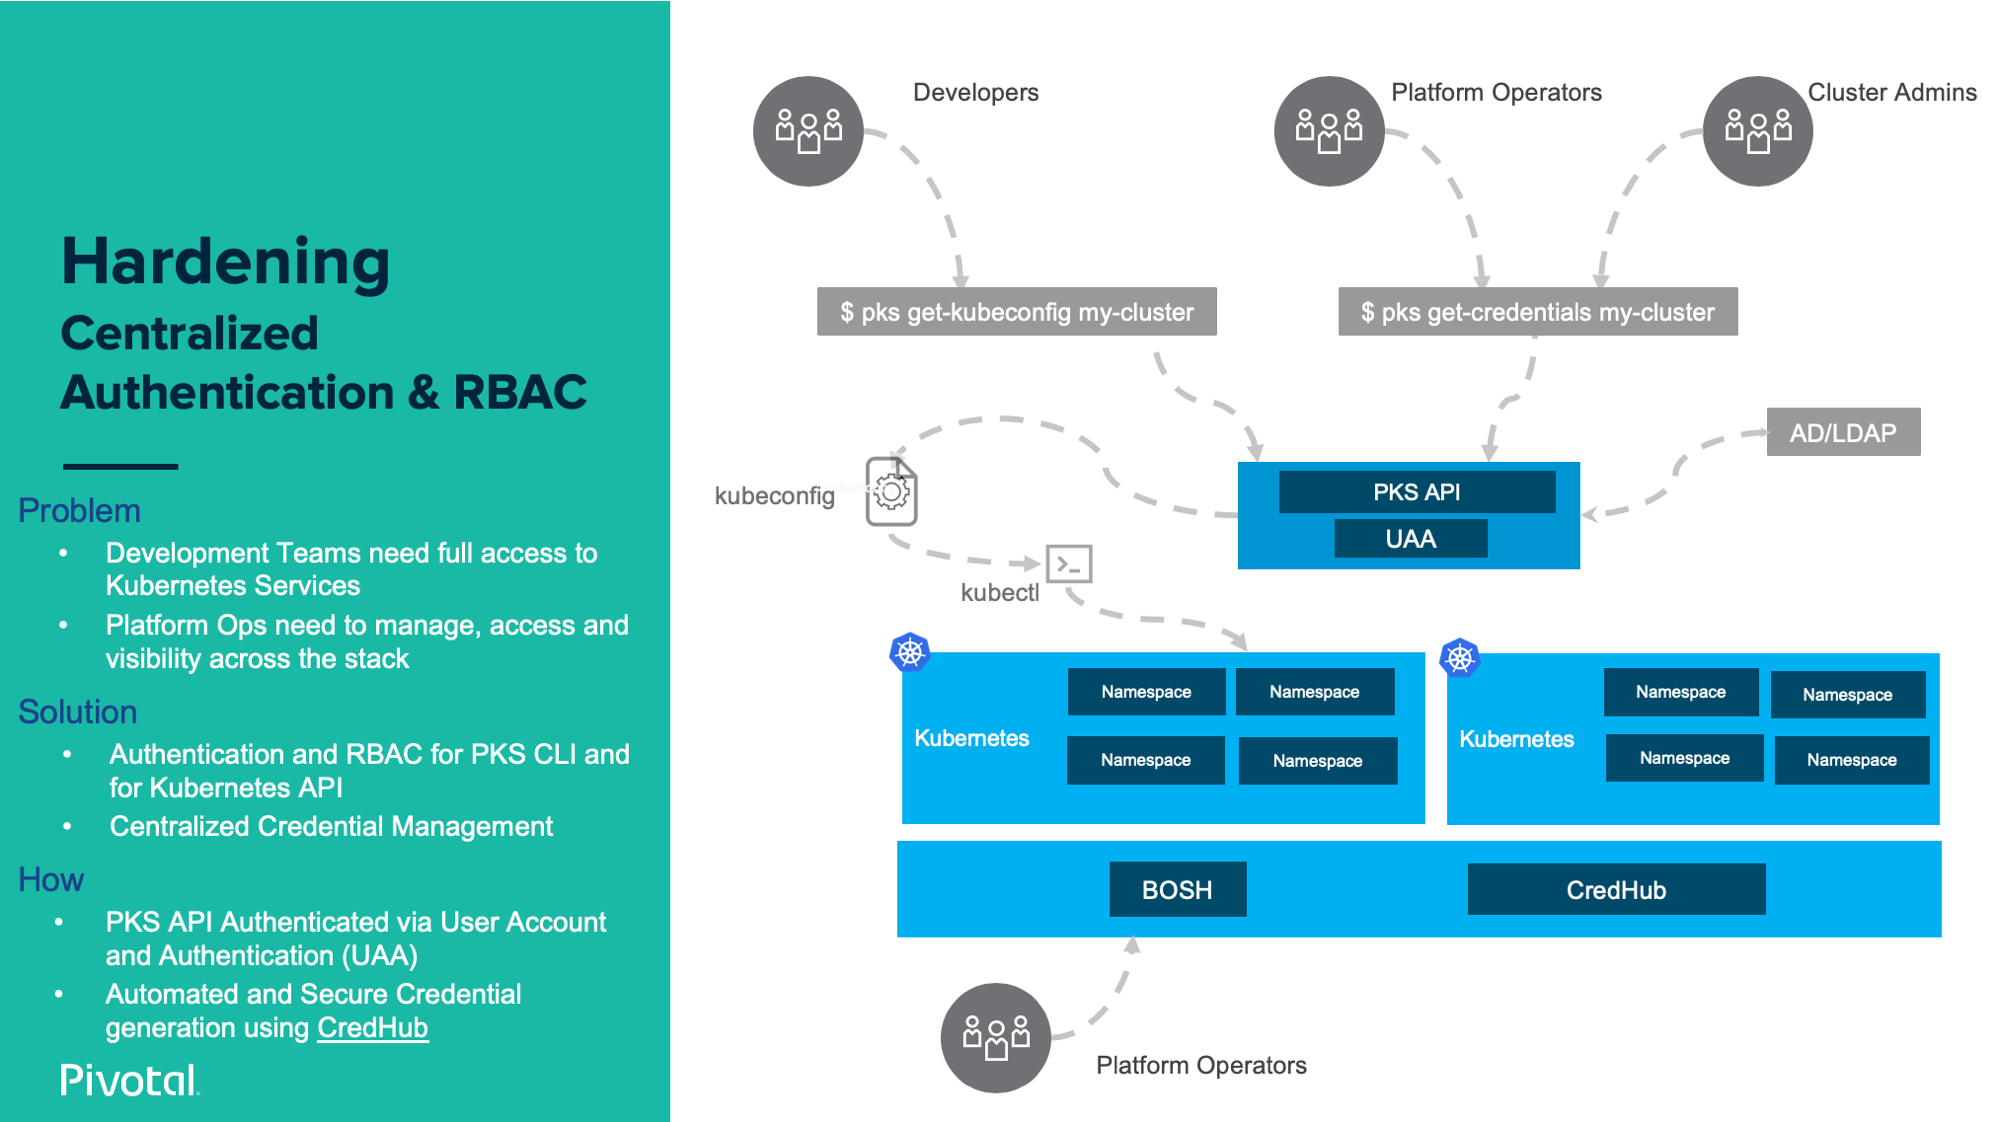 Hardening
Centralized
Authentication & RBAC
Problem
• Development Teams need full access to
Kubernetes Services
• Platform Ops need to manage, access and
visibility across the stack
Solution
• Authentication and RBAC for PKS CLI and
for Kubernetes API
• Centralized Credential Management
How
• PKS API Authenticated via User Account
and Authentication (UAA)
• Automated and Secure Credential
generation using CredHub
Pivotal
Developers
Platform Operators
Cluster Admins
$ pks get-kubeconfig my-cluster
$ pks get-credentials my-cluster
AD/LDAP
PKS API
UAA
kubeconfig
kubectl
Kubernetes
Namespace
Namespace
Namespace
Namespace
Kubernetes
Namespace
Namespace
Namespace
Namespace
BOSH
CredHub
Platform Operators